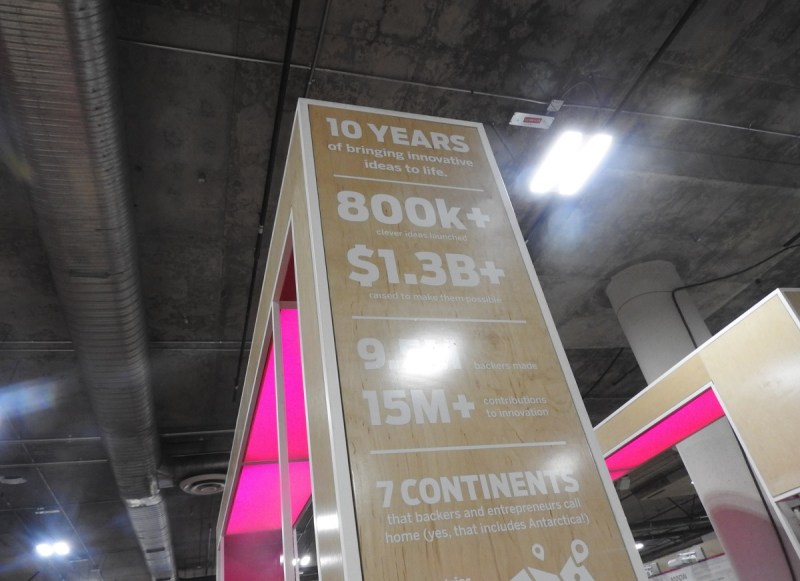 10 YEARS
of bringing innovative
ideas to life.
800k+
clever ideas launched
$1.3B+
raised to make them possible
backers made
15M+
contributions
to innovation
7 CONTINENTS
that backers and entrepreneurs call
home (yes, that includes Antarctica!)